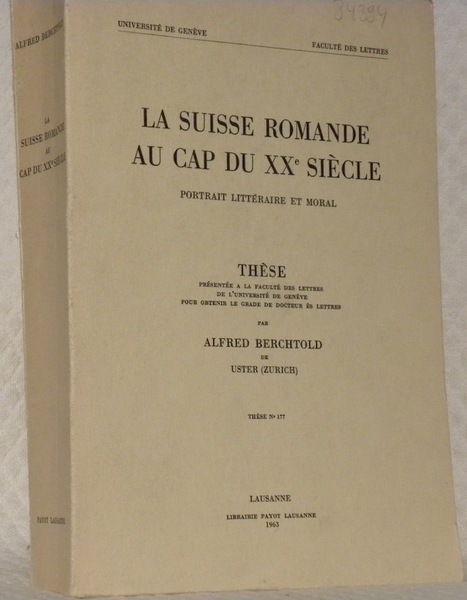 34394
UNIVERSITÉ DE GENÈVE
FACULTÉ DES LETTRES
LA SUISSE ROMANDE
AU CAP DU XXe SIÈCLE
PORTRAIT LITTÉRAIRE ET MORAL
THÈSE
PRÉSENTÉE A LA FACULTÉ DES LETTRES
DE L'UNIVERSITÉ DE GENÈVE
POUR OBTENIR LE GRADE DE DOCTEUR ÈS LETTRES
PAR
ALFRED BERCHTOLD
DE
USTER (ZURICH)
THÈSE No 177
LAUSANNE
LIBRAIRIE PAYOT LAUSANNE
1963
ALFRED BERCHTOLD
LA
SUISSE ROMANDE
AU
CAP DU XXe SIÈCLE
PAYOT LAUSANNE